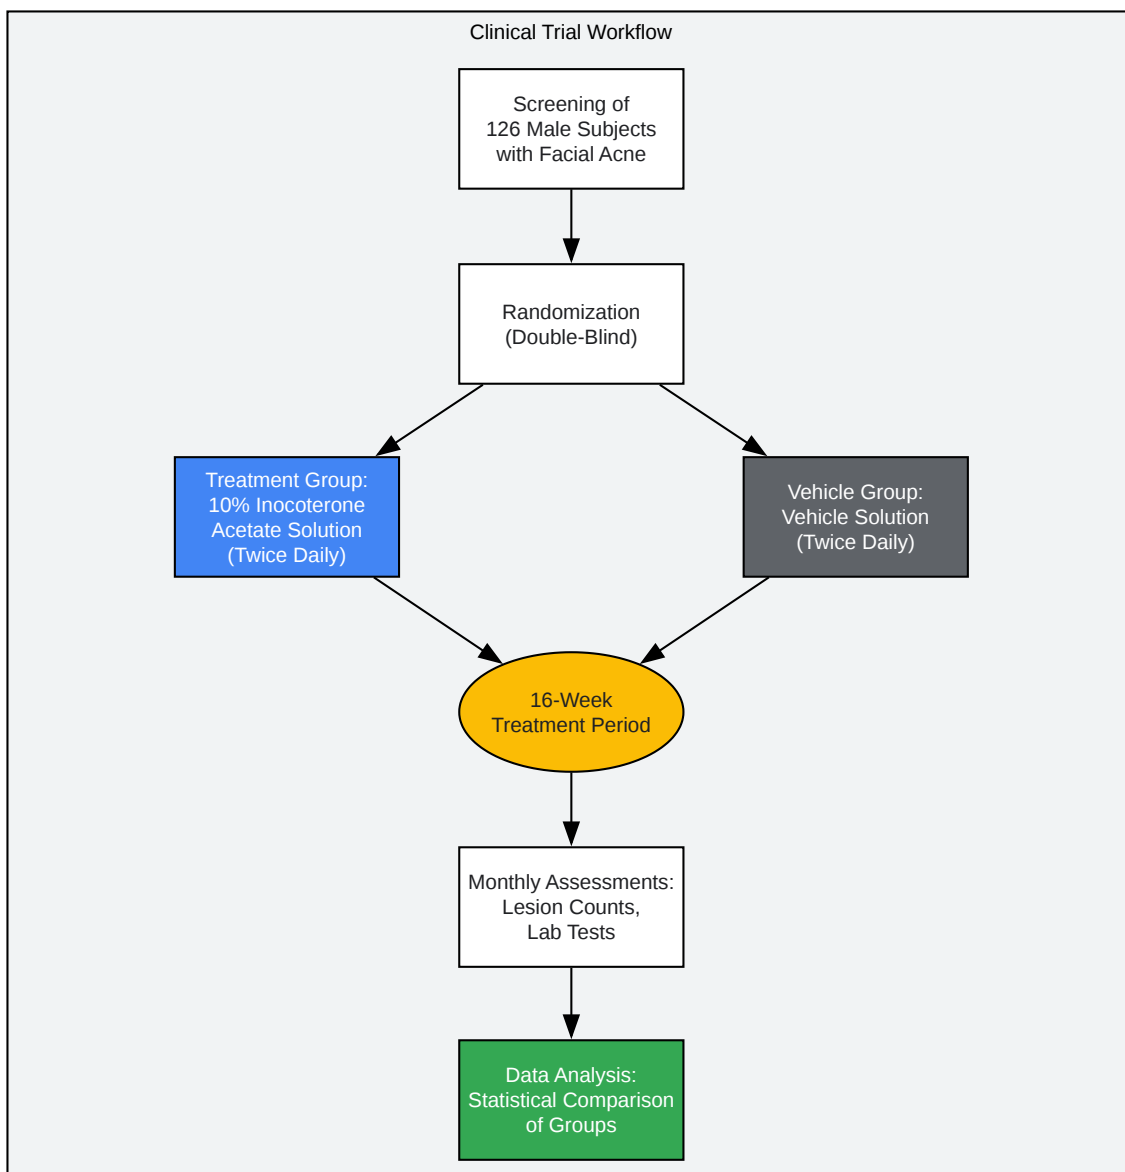 Clinical Trial Workflow
Screening of
126 Male Subjects
with Facial Acne
Randomization
(Double-Blind)
Treatment Group:
10% Inocoterone
Acetate Solution
(Twice Daily)
Vehicle Group:
Vehicle Solution
(Twice Daily)
16-Week
Treatment Period
Monthly Assessments:
Lesion Counts,
Lab Tests
Data Analysis:
Statistical Comparison
of Groups